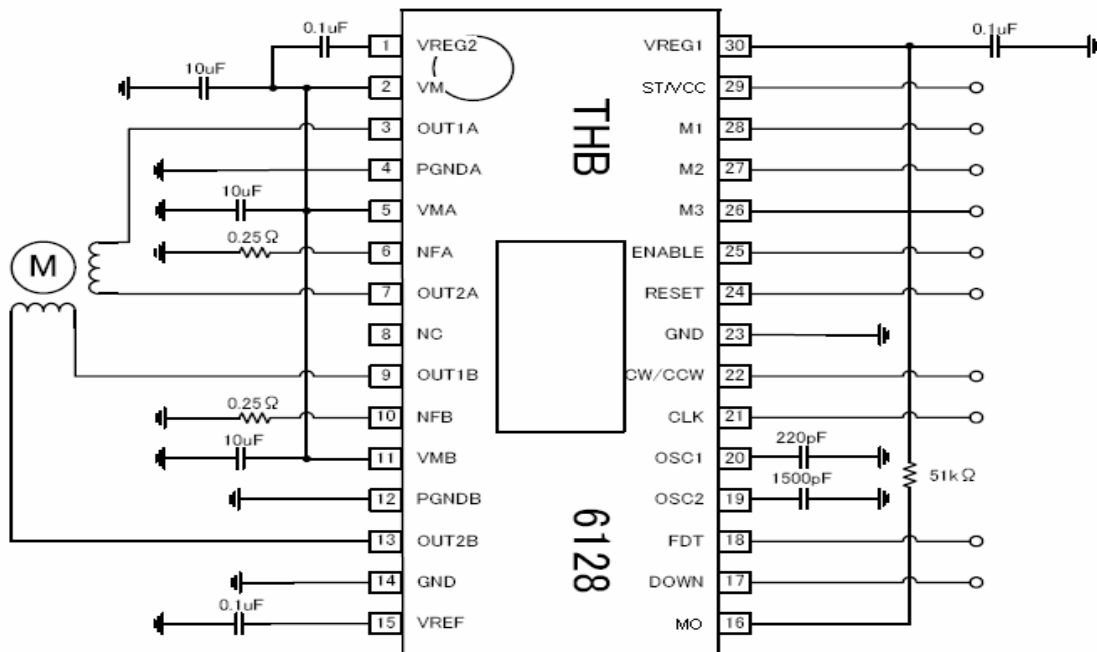 0.1uF
1 VREG2 VREG1 30
0.1uF
10uF
2 VM ST/VCC 29
3 OUT1A M1 28
THB
4 PGNDA M2 27
10uF
5 VMA M3 26
0.25Ω
6 NFA ENABLE 25
M
7 OUT2A RESET 24
8 NC GND 23
9 OUT1B CW/CCW 22
0.25Ω
10 NFB CLK 21
10uF
11 VMB OSC1 20
220pF
12 PGNDB OSC2 19
1500pF
51kΩ
6128
13 OUT2B FDT 18
14 GND DOWN 17
0.1uF
15 VREF MO 16